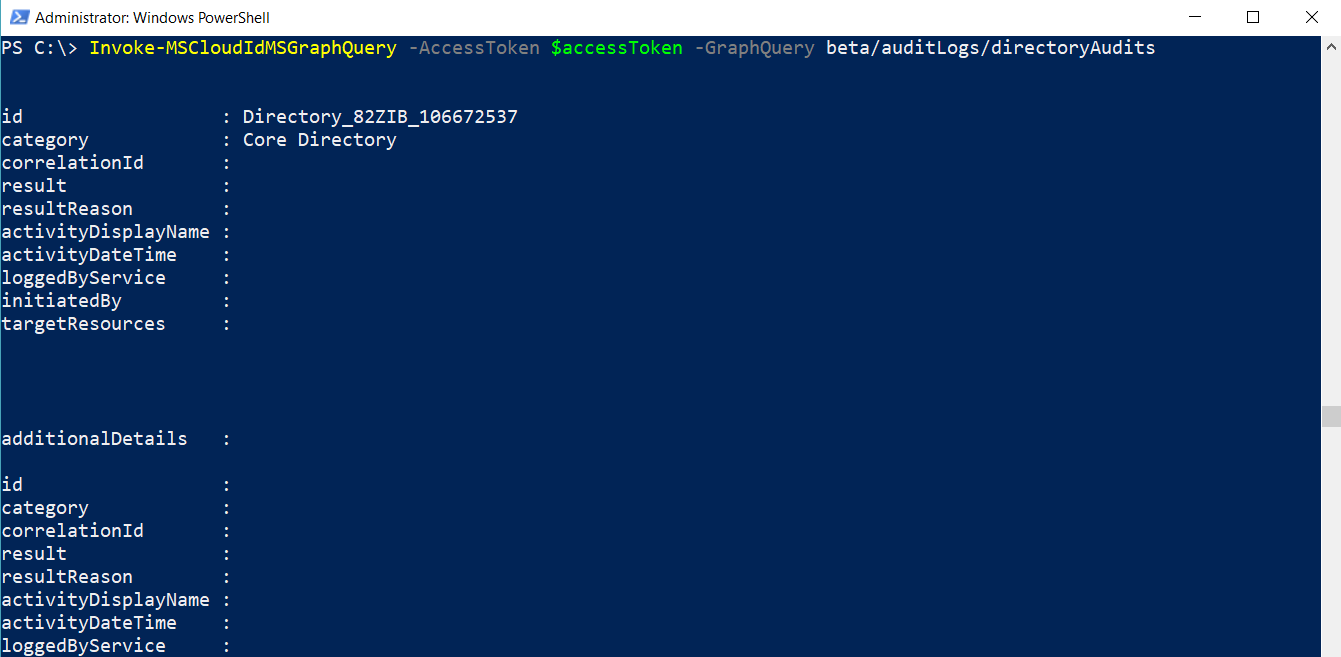 Administrator: Windows PowerShell
PS C:\> Invoke-MSCloudIdMSGraphQuery -AccessToken $accessToken -GraphQuery beta/auditLogs/directoryAudits
id : Directory_82ZIB_106672537
category : Core Directory
correlationId :
result :
resultReason :
activityDisplayName :
activityDateTime :
loggedByService :
initiatedBy :
targetResources :
additionalDetails :
id :
category :
correlationId :
result :
resultReason :
activityDisplayName :
activityDateTime :
loggedByService :